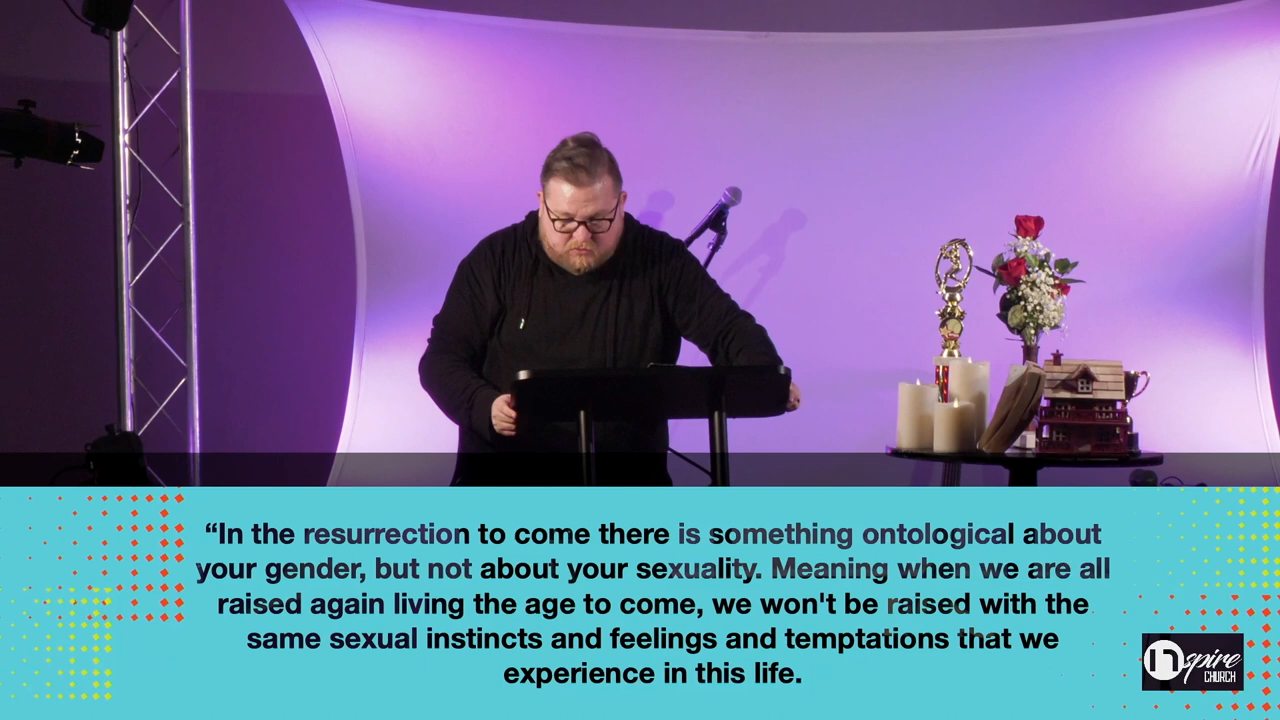 “In the resurrection to come there is something ontological about
your gender, but not about your sexuality. Meaning when we are all
raised again living the age to come, we won't be raised with the
same sexual instincts and feelings and temptations that we
experience in this life.
nspire
CHURCH